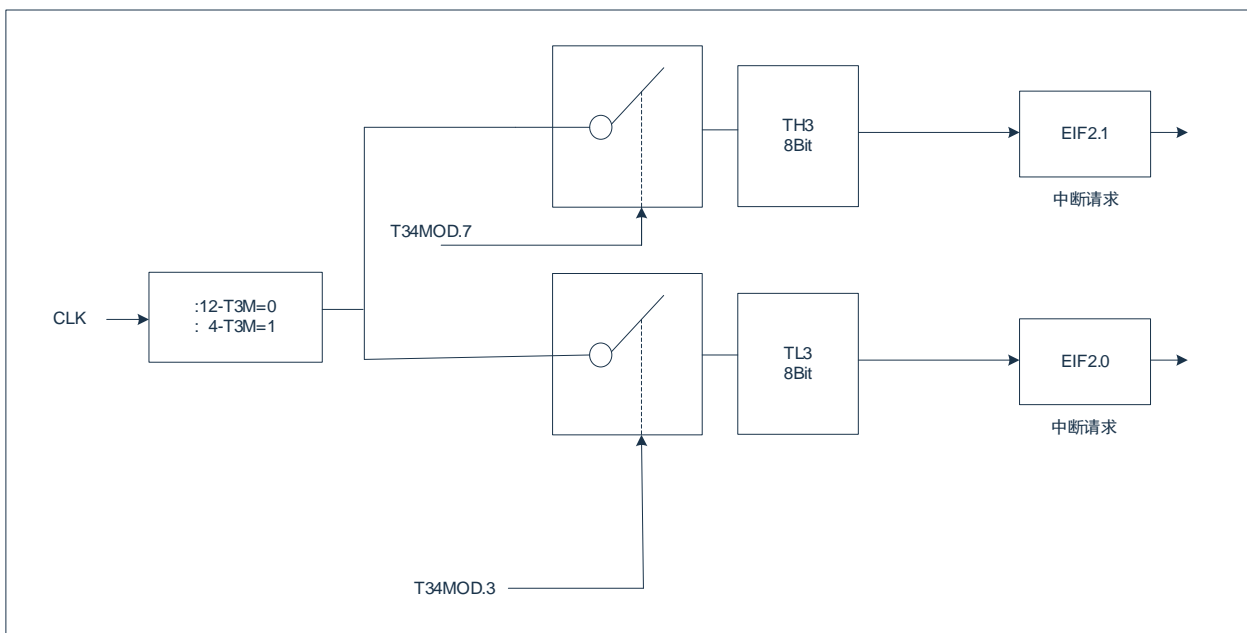 TH3
8Bit
EIF2.1
中断请求
T34MOD.7
CLK
:12-T3M=0
: 4-T3M=1
TL3
8Bit
EIF2.0
中断请求
T34MOD.3